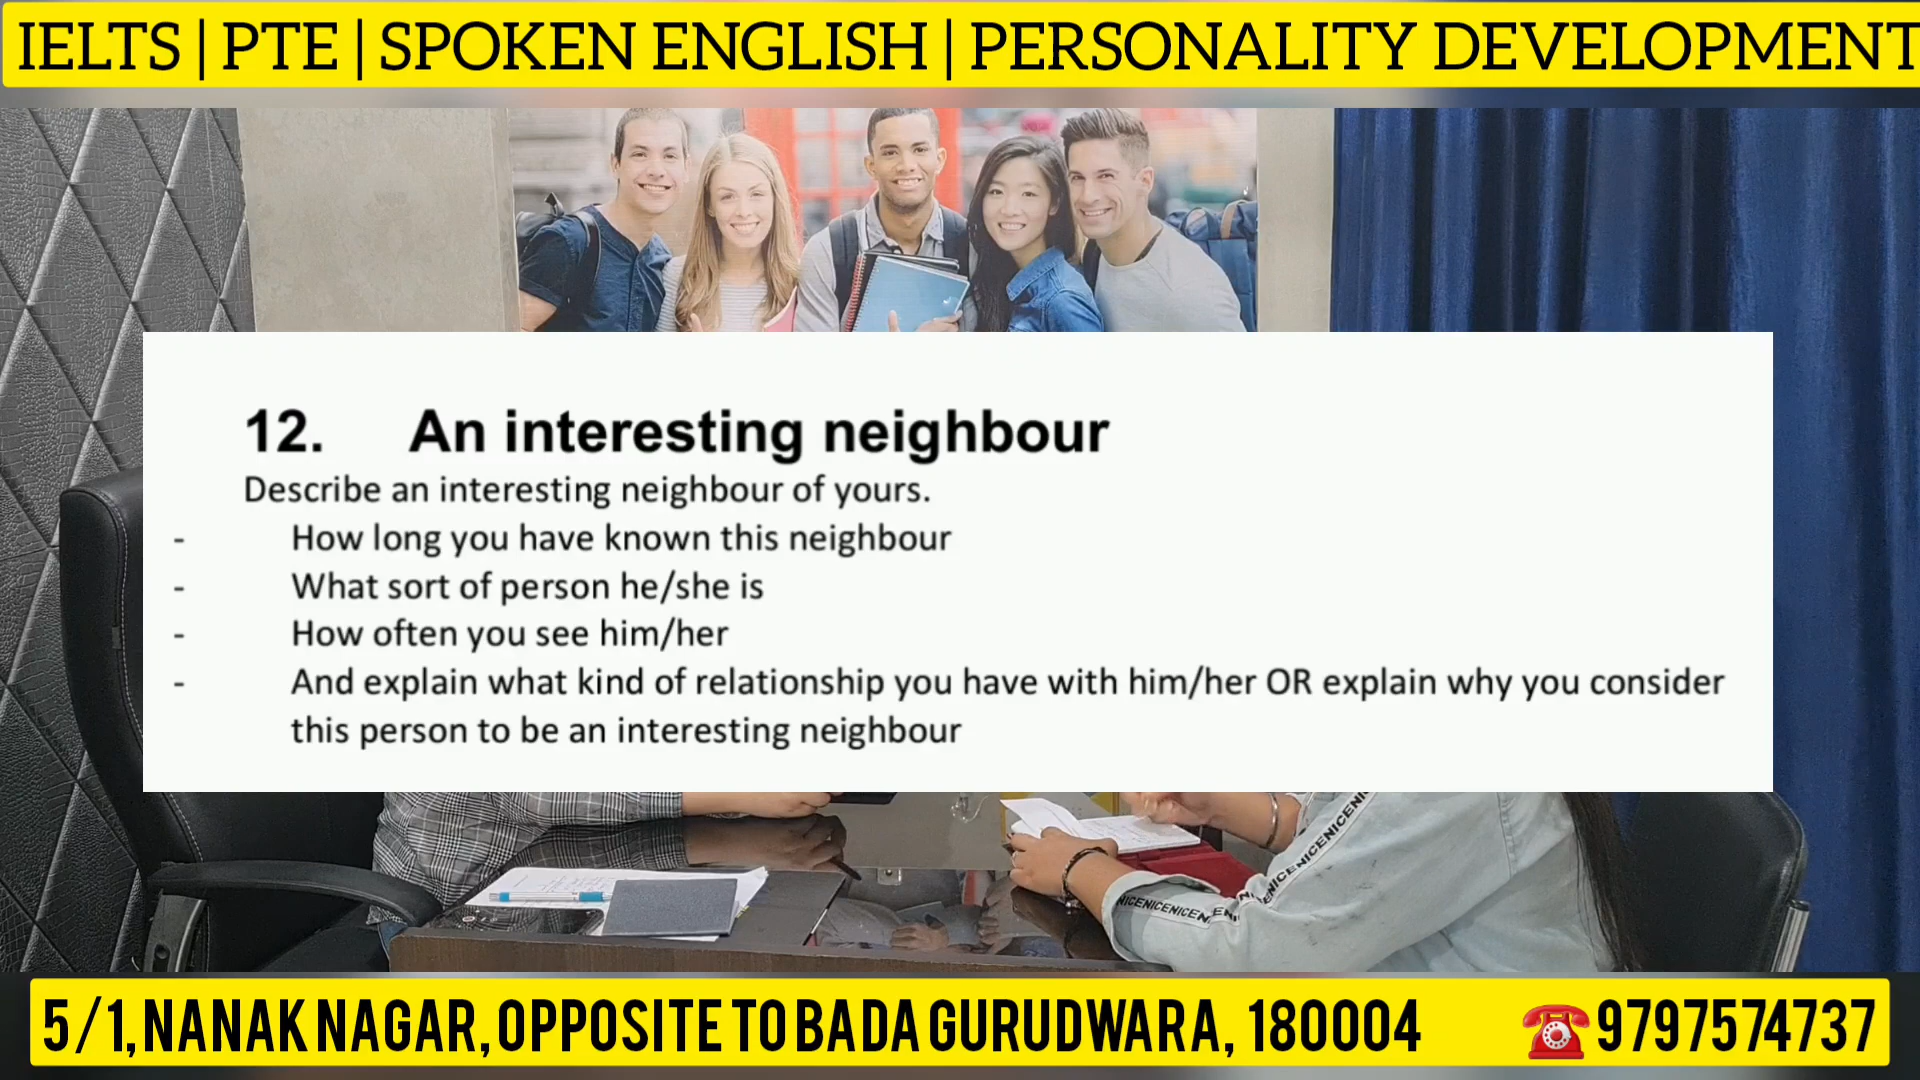 IELTS | PTE | SPOKEN ENGLISH | PERSONALITY DEVELOPMENT
12. An interesting neighbour
Describe an interesting neighbour of yours.
- How long you have known this neighbour
- What sort of person he/she is
- How often you see him/her
- And explain what kind of relationship you have with him/her OR explain why you consider
this person to be an interesting neighbour
NICENICENICENICENI
NICENICENICENICENI
5/1, NANAK NAGAR, OPPOSITE TO BADA GURUDWARA, 180004 ☎9797574737